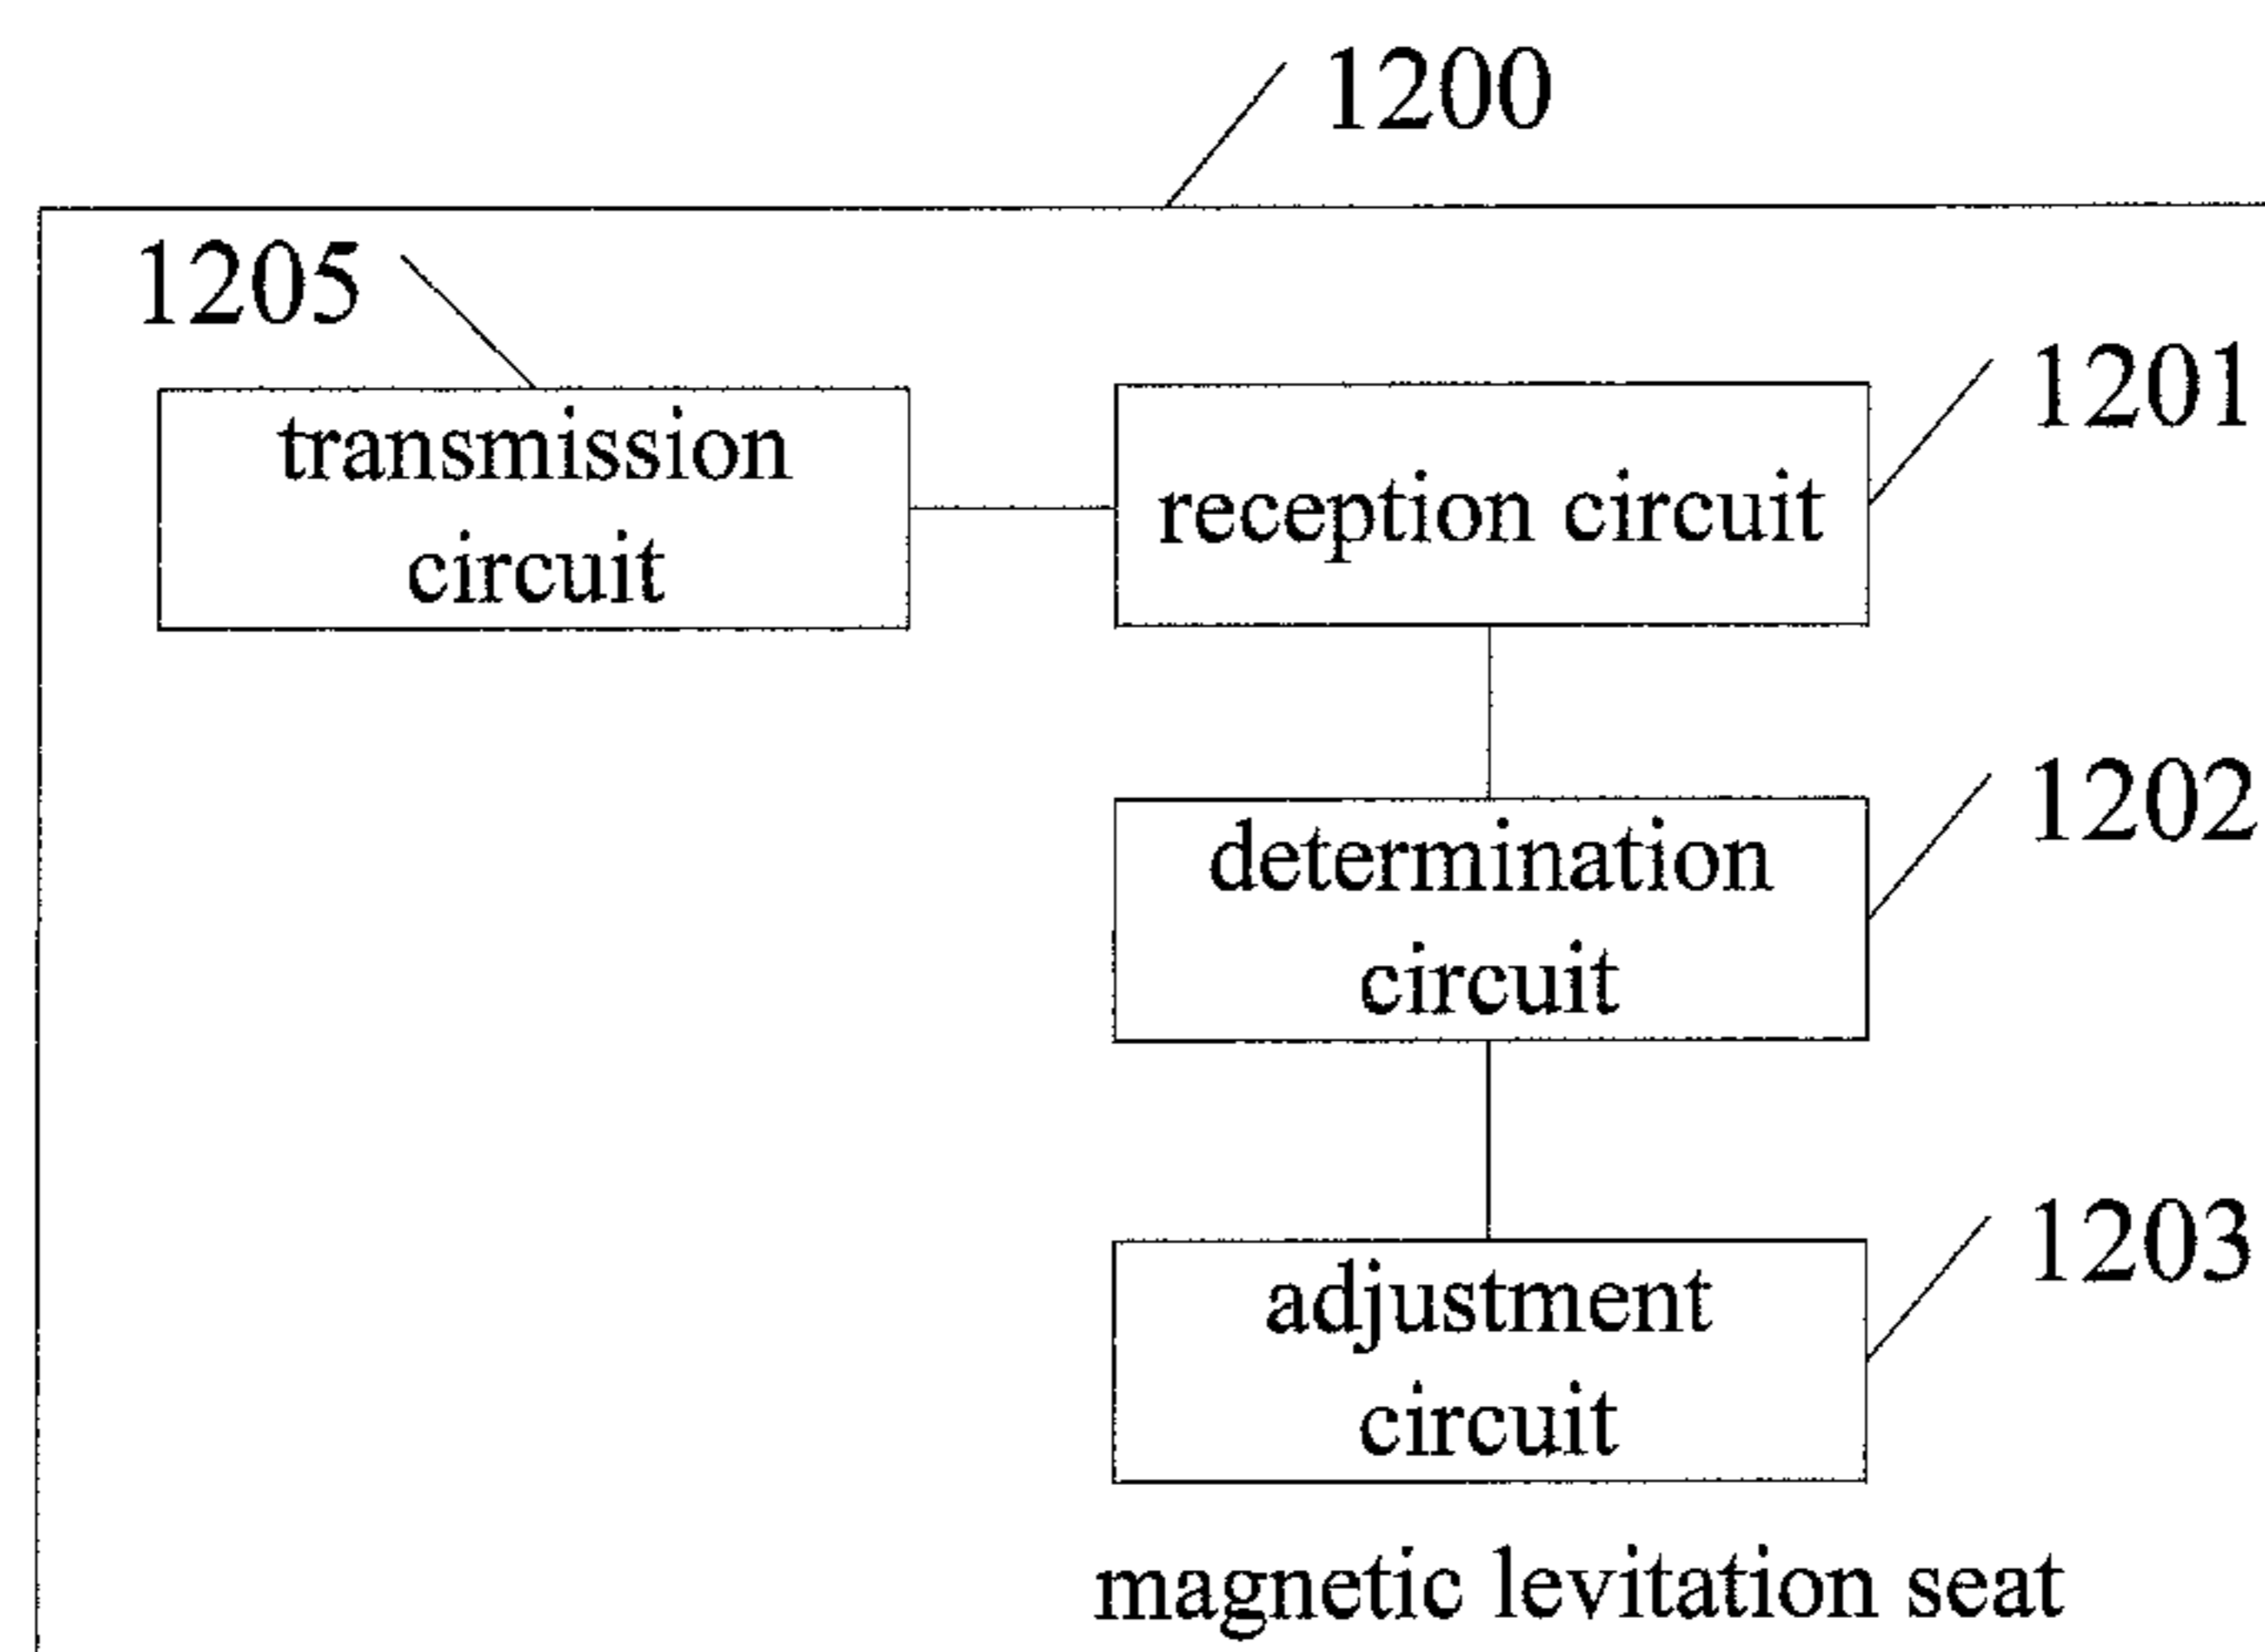 1200
1205
transmission
circuit
1201
reception circuit
1202
determination
circuit
1203
adjustment
circuit
magnetic levitation seat